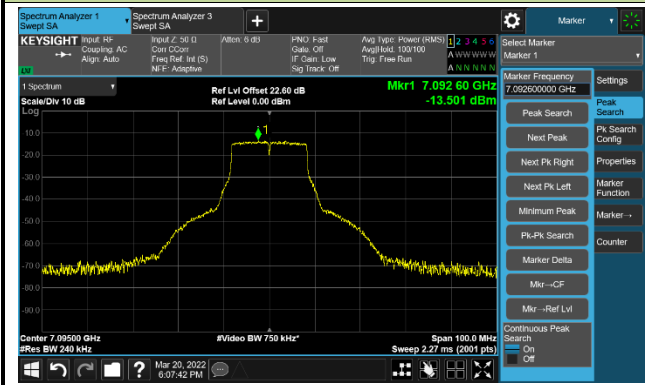 Spectrum Analyzer 1
Swept SA
Spectrum Analyzer 3
Swept SA
+
Marker
KEYSIGHT
Input: RF
Coupling: AC
Align: Auto
Input Z: 50 Ω
Corr CCorr
Freq Ref: Int (S)
NFE: Adaptive
Atten: 6 dB
PNO: Fast
Gate: Off
IF Gain: Low
Sig Track: Off
Avg Type: Power (RMS)
Avg|Hold: 100/100
Trig: Free Run
1 2 3 4 5 6
A W W W W W
A N N N N N
Select Marker
Marker 1
1 Spectrum
Scale/Div 10 dB
Log
Ref Lvl Offset 22.60 dB
Ref Level 0.00 dBm
Mkr1 7.092 60 GHz
-13.501 dBm
1
-10.0
-20.0
-30.0
-40.0
-50.0
-60.0
-70.0
-80.0
-90.0
Center 7.09500 GHz
#Res BW 240 kHz
#Video BW 750 kHz*
Span 100.0 MHz
Sweep 2.27 ms (2001 pts)
Marker Frequency
7.092600000 GHz
Peak Search
Next Peak
Next Pk Right
Next Pk Left
Minimum Peak
Pk-Pk Search
Marker Delta
Mkr→CF
Mkr→Ref Lvl
Continuous Peak
Search
On
Off
Settings
Peak
Search
Pk Search
Config
Properties
Marker
Function
Marker→
Counter
?
Mar 20, 2022
6:07:42 PM